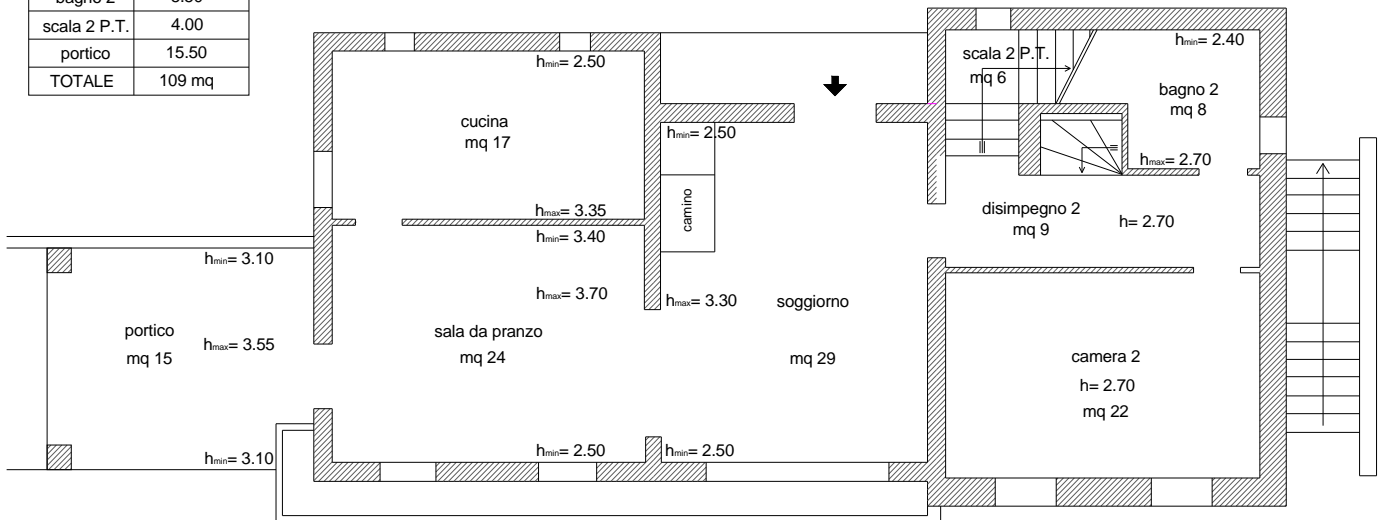 scala 2 P.T. 4.00
portico 15.50
TOTALE 109 mq
hmin= 2.50
cucina
mq 17
hmax= 3.35
hmin= 3.40
hmax= 3.70
sala da pranzo
mq 24
hmin= 2.50
hmin= 3.10
portico
mq 15
hmax= 3.55
hmin= 3.10
hmin= 2.50
camino
hmax= 3.30
soggiorno
mq 29
hmin= 2.50
scala 2 P.T.
mq 6
hmin= 2.40
bagno 2
mq 8
hmax= 2.70
disimpegno 2
mq 9
h= 2.70
camera 2
h= 2.70
mq 22